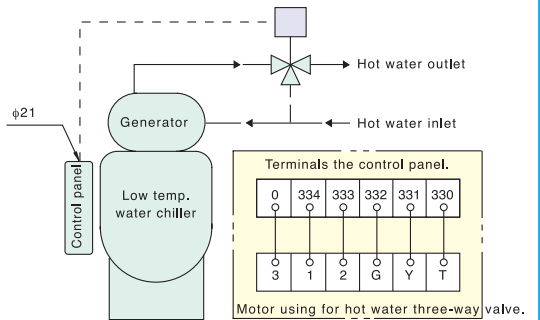 Hot water outlet
φ21
Generator
Hot water inlet
Control panel
Low temp.
water chiller
Terminals the control panel.
0 334 333 332 331 330
3 1 2 G Y T
Motor using for hot water three-way valve.